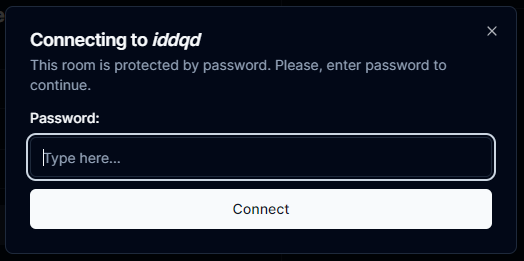 Connecting to iddqd
This room is protected by password. Please, enter password to
continue.
Password:
Type here...
Connect